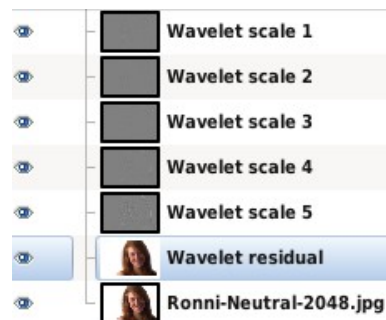 Wavelet scale 1
Wavelet scale 2
Wavelet scale 3
Wavelet scale 4
Wavelet scale 5
Wavelet residual
Ronni-Neutral-2048.jpg